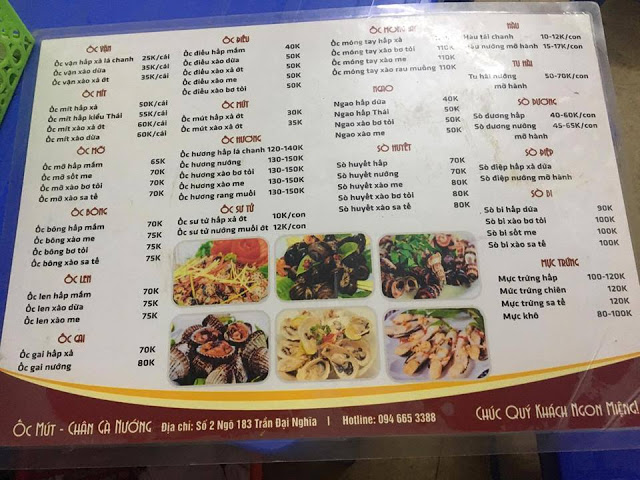 ỐC VẶN
Ốc vặn hấp xả lá chanh 25K/cái
Ốc vặn xào dừa 35K/cái
Ốc vặn xào xả ớt 35K/cái
ỐC MÍT
Ốc mít hấp xả 50K/cái
Ốc mít hấp kiểu Thái 55K/cái
Ốc mít xào xả ớt 60K/cái
Ốc mít xào dừa 60K/cái
ỐC MỠ
Ốc mỡ hấp mắm 65K
Ốc mỡ sốt me 70K
Ốc mỡ xào bơ tỏi 70K
Ốc mỡ xào sa tế 70K
ỐC BÔNG
Ốc bông hấp mắm 70K
Ốc bông xào me 75K
Ốc bông xào bơ tỏi 75K
Ốc bông xào sa tế 75K
ỐC LEN
Ốc len hấp mắm 70K
Ốc len xào dừa 75K
Ốc len xào me 75K
ỐC GAI
Ốc gai hấp xả 70K
Ốc gai nướng 80K
ỐC ĐIẾU
Ốc điếu hấp mắm 40K
Ốc điếu xào dừa 50K
Ốc điếu xào xả ớt 50K
Ốc điếu xào me 50K
Ốc điếu xào bơ tỏi 50K
ỐC MÚT
Ốc mút hấp xả ớt 30K
Ốc mút xào xả ớt 35K
ỐC HƯƠNG
Ốc hương hấp lá chanh 120-140K
Ốc hương nướng 130-150K
Ốc hương xào bơ tỏi 130-150K
Ốc hương xào me 130-150K
Ốc hương rang muối 130-150K
ỐC SƯ TỬ
Ốc sư tử hấp xả ớt 10K/con
Ốc sư tử nướng muối ớt 12K/con
ỐC MÓNG
Ốc móng tay hấp xả
Ốc móng tay xào bơ tỏi 110K
Ốc móng tay xào me 110K
Ốc móng tay xào rau muống 110K
NGAO
Ngao hấp dứa 40K
Ngao hấp Thái 50K
Ngao xào bơ tỏi 50K
Ngao xào me 50K
SÒ HUYẾT
Sò huyết hấp 70K
Sò huyết nướng 70K
Sò huyết xào me 80K
Sò huyết xào bơ tỏi 80K
Sò huyết xào sa tế 80K
HÀU
Hàu tái chanh 10-12K/con
Hàu nướng mỡ hành 15-17K/con
TU HÀI
Tu hài nướng mỡ hành 50-70K/con
SÒ DƯƠNG
Sò dương hấp 40-60K/con
Sò dương nướng mỡ hành 45-65K/con
SÒ ĐIỆP
Sò điệp hấp xả dừa
Sò điệp nướng mỡ hành
SÒ BI
Sò bi hấp dừa 90K
Sò bi xào bơ tỏi 100K
Sò bi sốt me 100K
Sò bi xào sa tế 100K
MỰC TRỨNG
Mực trứng hấp 100-120K
Mức trứng chiên 120K
Mực trứng sa tế 120K
Mực khô 80-100K
ỐC MÚT - CHÂN GÀ NƯỚNG Địa chỉ: Số 2 Ngõ 183 Trần Đại Nghĩa | Hotline: 094 665 3388
CHÚC QUÝ KHÁCH NGON MIỆNG!